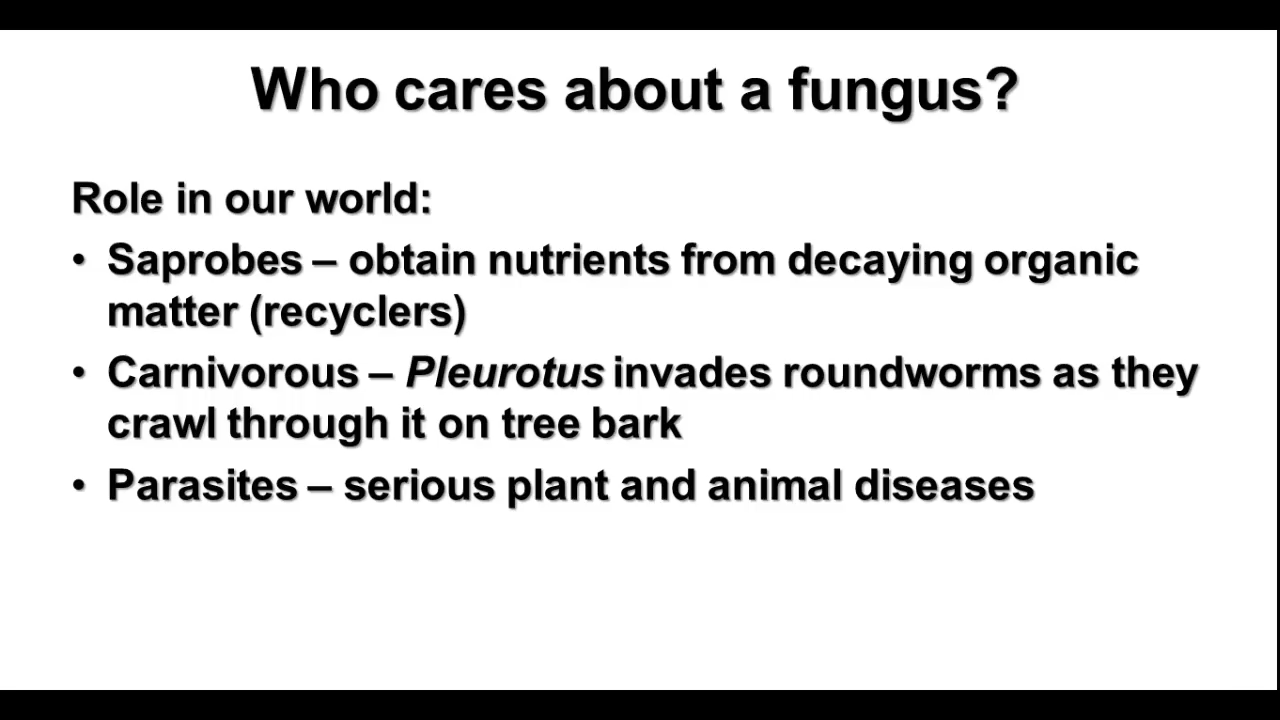 Who cares about a fungus?
Role in our world:
• Saprobes – obtain nutrients from decaying organic
matter (recyclers)
• Carnivorous – Pleurotus invades roundworms as they
crawl through it on tree bark
• Parasites – serious plant and animal diseases